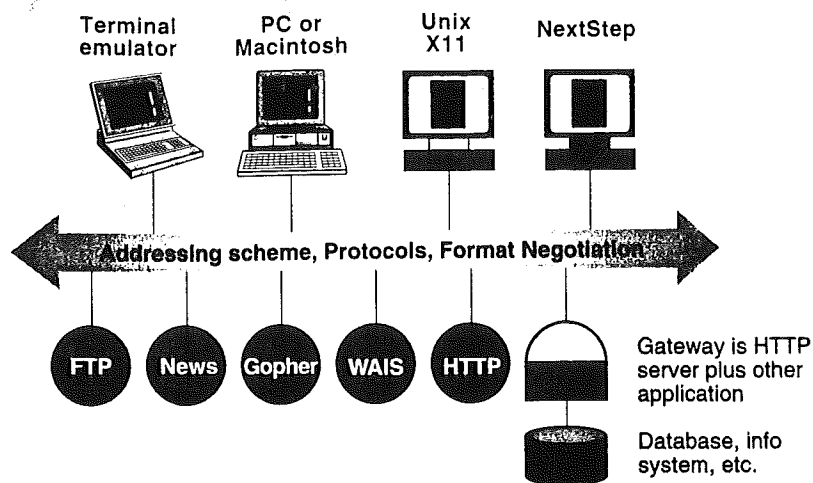 Terminal
emulator
PC or
Macintosh
Unix
X11
NextStep
Addressing scheme, Protocols, Format Negotiation
FTP
News
Gopher
WAIS
HTTP
Gateway is HTTP
server plus other
application
Database, info
system, etc.